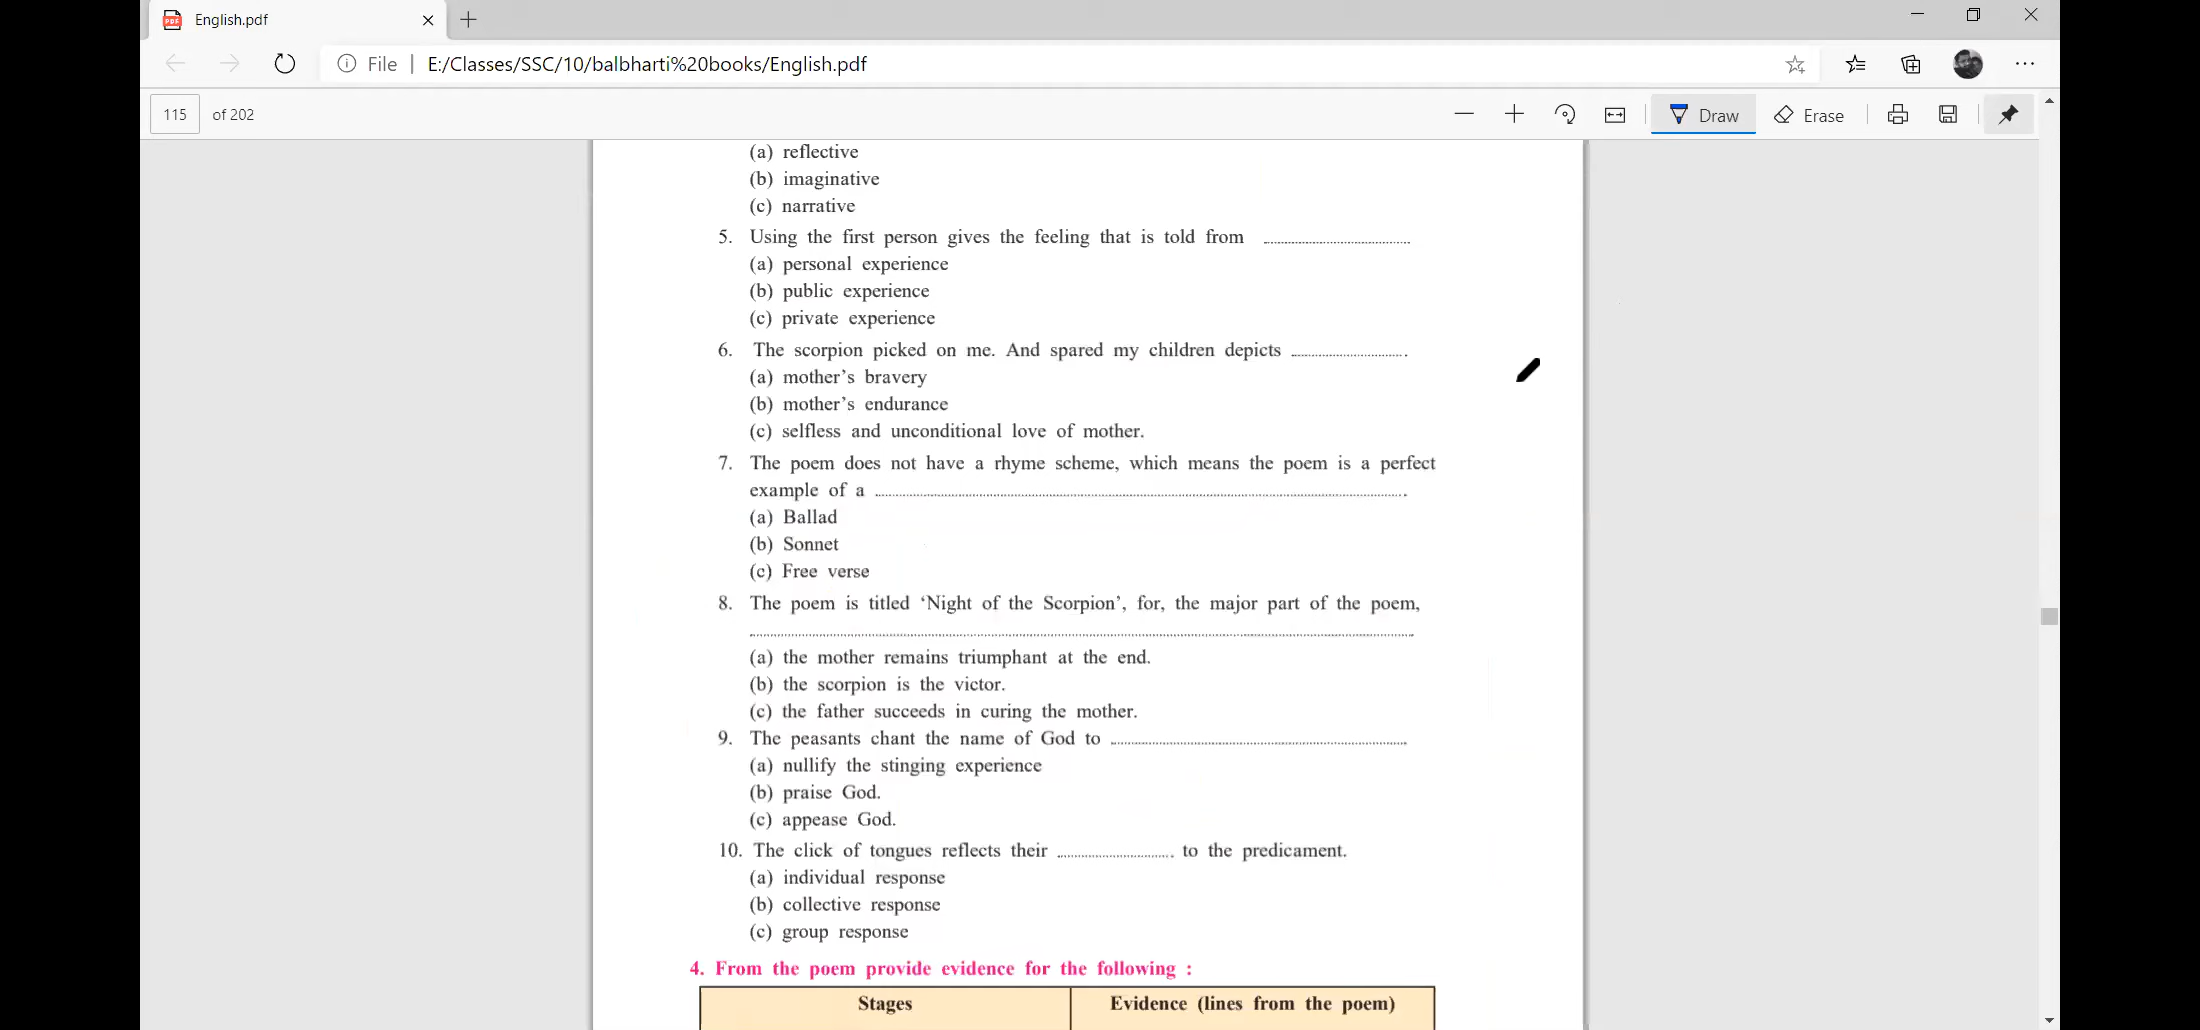 English.pdf
File | E:/Classes/SSC/10/balbharti%20books/English.pdf
115 of 202
Draw Erase
(a) reflective
(b) imaginative
(c) narrative
5. Using the first person gives the feeling that is told from ..........
(a) personal experience
(b) public experience
(c) private experience
6. The scorpion picked on me. And spared my children depicts .......... .
(a) mother's bravery
(b) mother's endurance
(c) selfless and unconditional love of mother.
7. The poem does not have a rhyme scheme, which means the poem is a perfect
example of a .......... .
(a) Ballad
(b) Sonnet
(c) Free verse
8. The poem is titled ‘Night of the Scorpion’, for, the major part of the poem,
..........
(a) the mother remains triumphant at the end.
(b) the scorpion is the victor.
(c) the father succeeds in curing the mother.
9. The peasants chant the name of God to ..........
(a) nullify the stinging experience
(b) praise God.
(c) appease God.
10. The click of tongues reflects their .......... . to the predicament.
(a) individual response
(b) collective response
(c) group response
4. From the poem provide evidence for the following :
Stages Evidence (lines from the poem)